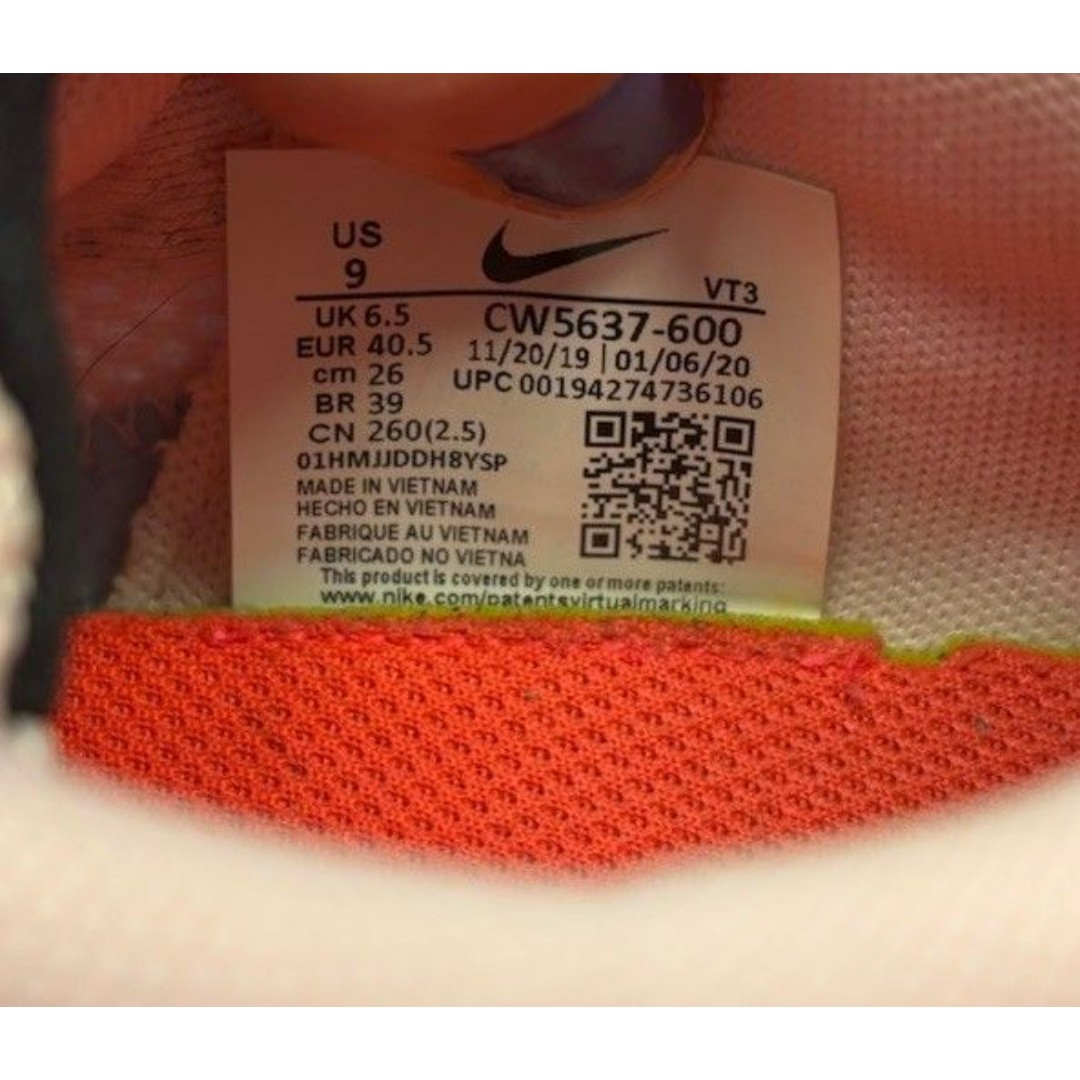 US
9
VT3
UK 6.5
CW5637-600
EUR 40.5
11/20/19 | 01/06/20
cm 26
UPC 00194274736106
BR 39
CN 260(2.5)
01HMJJDDH8YSP
MADE IN VIETNAM
HECHO EN VIETNAM
FABRIQUE AU VIETNAM
FABRICADO NO VIETNA
This product is covered by one or more patents:
www.nike.com/patentsvirtualmarking